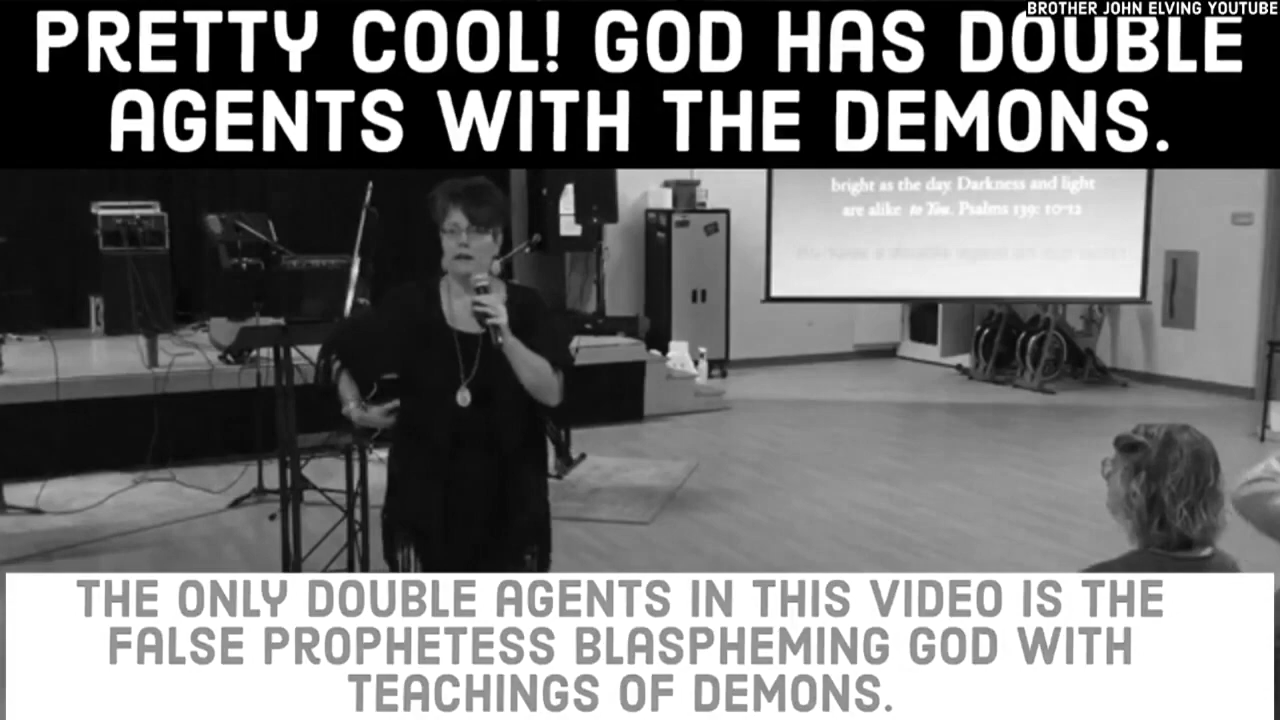 BROTHER JOHN ELVING YOUTUBE
PRETTY COOL! GOD HAS DOUBLE
AGENTS WITH THE DEMONS.
bright as the day. Darkness and light
are alike to You. Psalms 139: 10-12
THE ONLY DOUBLE AGENTS IN THIS VIDEO IS THE
FALSE PROPHETESS BLASPHEMING GOD WITH
TEACHINGS OF DEMONS.